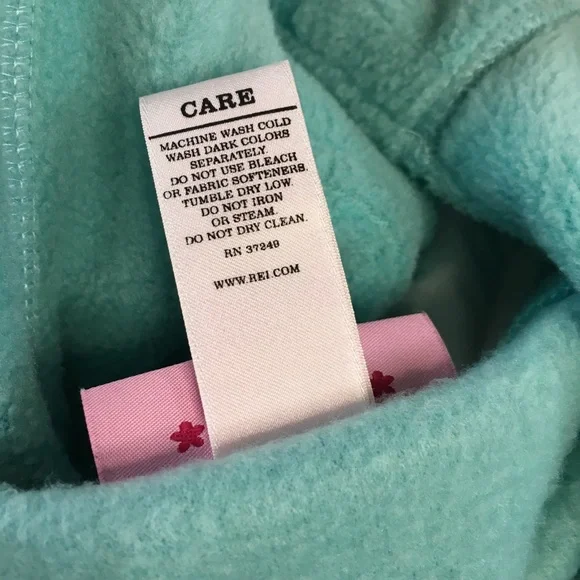 CARE
MACHINE WASH COLD
WASH DARK COLORS
SEPARATELY.
DO NOT USE BLEACH
OR FABRIC SOFTENERS.
TUMBLE DRY LOW.
DO NOT IRON
OR STEAM.
DO NOT DRY CLEAN.
RN 37249
WWW.REI.COM